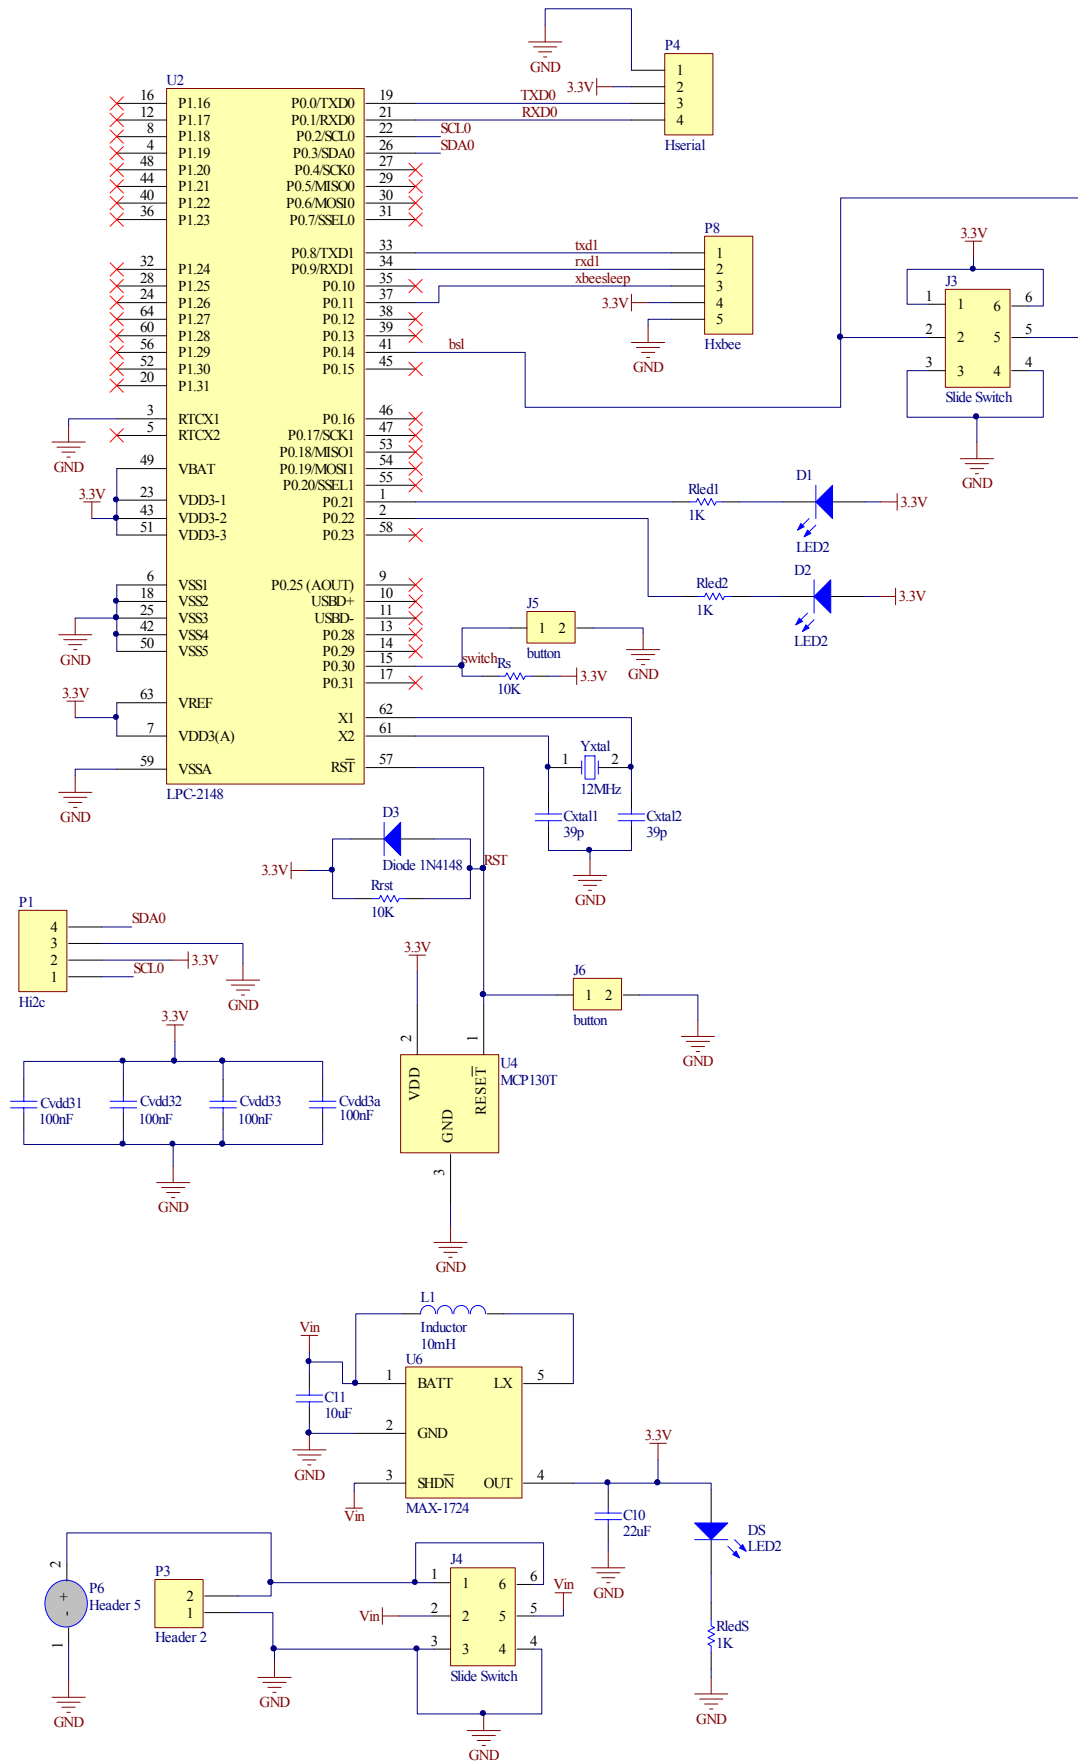 GND
P4
1
2
3
4
Hserial
3.3V
TXD0
RXD0
U2
16 P1.16 P0.0/TXD0 19
12 P1.17 P0.1/RXD0 21
8 P1.18 P0.2/SCL0 22 SCL0
4 P1.19 P0.3/SDA0 26 SDA0
48 P1.20 P0.4/SCK0 27
44 P1.21 P0.5/MISO0 29
40 P1.22 P0.6/MOSI0 30
36 P1.23 P0.7/SSEL0 31
P0.8/TXD1 33 txd1
32 P1.24 P0.9/RXD1 34 rxd1
28 P1.25 P0.10 35 xbeesleep
24 P1.26 P0.11 37
64 P1.27 P0.12 38
60 P1.28 P0.13 39
56 P1.29 P0.14 41 bsl
52 P1.30 P0.15 45
20 P1.31
3 RTCX1 P0.16 46
5 RTCX2 P0.17/SCK1 47
P0.18/MISO1 53
49 VBAT P0.19/MOSI1 54
P0.20/SSEL1 55
23 VDD3-1 P0.21 1
43 VDD3-2 P0.22 2
51 VDD3-3 P0.23 58
6 VSS1 P0.25 (AOUT) 9
18 VSS2 USBD+ 10
25 VSS3 USBD- 11
42 VSS4 P0.28 13
50 VSS5 P0.29 14
P0.30 15
P0.31 17
63 VREF
X1 62
7 VDD3(A) X2 61
59 VSSA RST 57
LPC-2148
GND
3.3V
GND
3.3V
GND
P8
1
2
3
4
5
Hxbee
3.3V
GND
3.3V
J3
1 1 6 6
2 2 5 5
3 3 4 4
Slide Switch
GND
Rled1
1K
D1
LED2
3.3V
Rled2
1K
D2
LED2
3.3V
J5
1 2
button
GND
switch
Rs
10K
3.3V
1 Yxtal 2
12MHz
Cxtal1
39p
Cxtal2
39p
GND
D3
Diode 1N4148
3.3V
RST
Rrst
10K
P1
4 SDA0
3
2 3.3V
1 SCL0
Hi2c
GND
3.3V
J6
1 2
button
GND
3.3V
Cvdd31
100nF
Cvdd32
100nF
Cvdd33
100nF
Cvdd3a
100nF
GND
2
1
U4
MCP130T
VDD
RESET
GND
3
GND
L1
Inductor
10mH
Vin
U6
1 BATT LX 5
C11
10uF
2 GND
GND
3 SHDN OUT 4
Vin
MAX-1724
3.3V
C10
22uF
GND
DS
LED2
RledS
1K
GND
2
P6
Header 5
+
-
1
GND
P3
2
1
Header 2
GND
J4
1 1 6 6
Vin 2 2 5 5 Vin
3 3 4 4
Slide Switch
GND